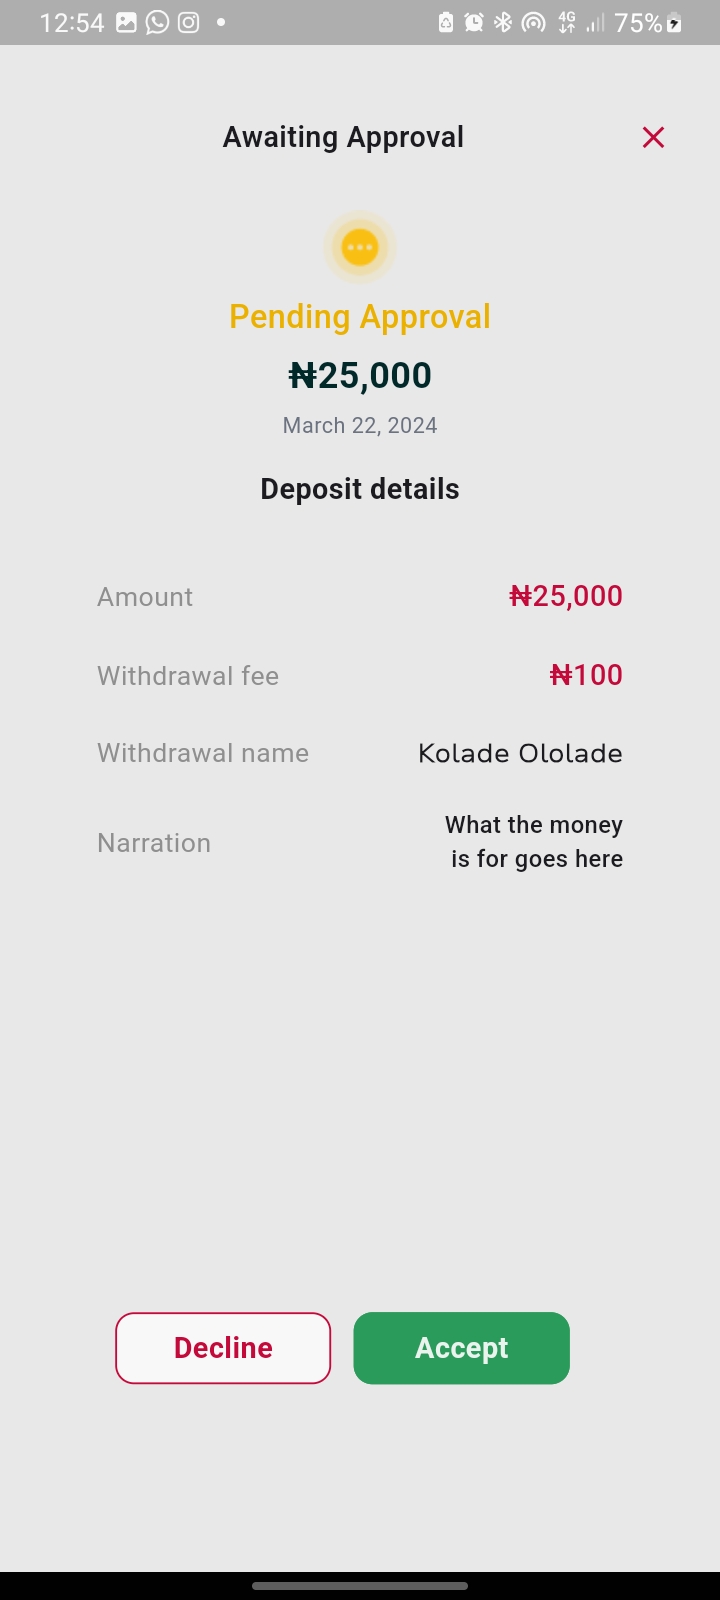 12:54
4G
75%
Awaiting Approval
Pending Approval
₦25,000
March 22, 2024
Deposit details
Amount ₦25,000
Withdrawal fee ₦100
Withdrawal name Kolade Ololade
Narration What the money
is for goes here
Decline Accept